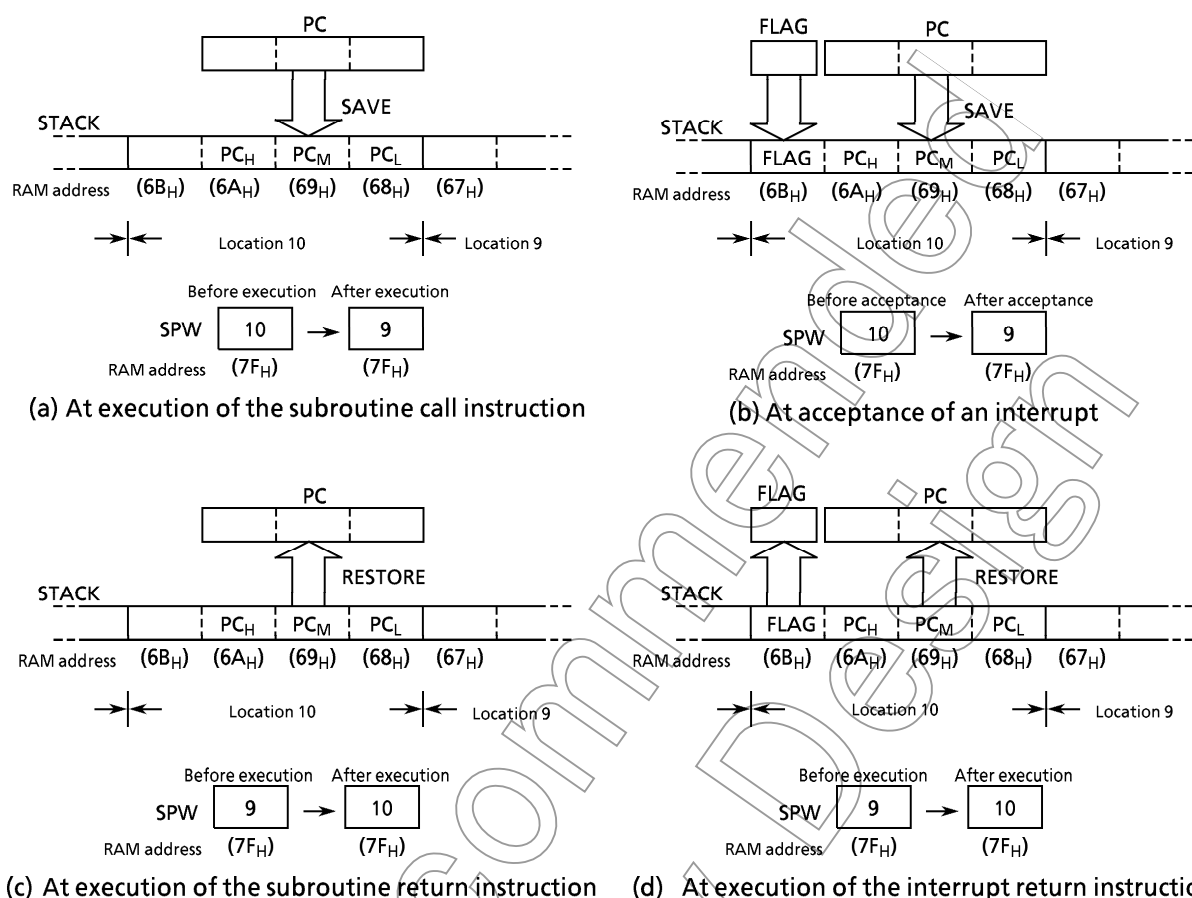 PC
SAVE
STACK
PCH PCM PCL
RAM address (6BH) (6AH) (69H) (68H) (67H)
Location 10 Location 9
Before execution After execution
SPW 10 9
RAM address (7FH) (7FH)
(a) At execution of the subroutine call instruction
FLAG PC
SAVE
STACK
FLAG PCH PCM PCL
RAM address (6BH) (6AH) (69H) (68H) (67H)
Location 10 Location 9
Before acceptance After acceptance
SPW 10 9
RAM address (7FH) (7FH)
(b) At acceptance of an interrupt
PC
RESTORE
STACK
PCH PCM PCL
RAM address (6BH) (6AH) (69H) (68H) (67H)
Location 10 Location 9
Before execution After execution
SPW 9 10
RAM address (7FH) (7FH)
(c) At execution of the subroutine return instruction
FLAG PC
RESTORE
STACK
FLAG PCH PCM PCL
RAM address (6BH) (6AH) (69H) (68H) (67H)
Location 10 Location 9
Before execution After execution
SPW 9 10
RAM address (7FH) (7FH)
(d) At execution of the interrupt return instructi
ommended
Design